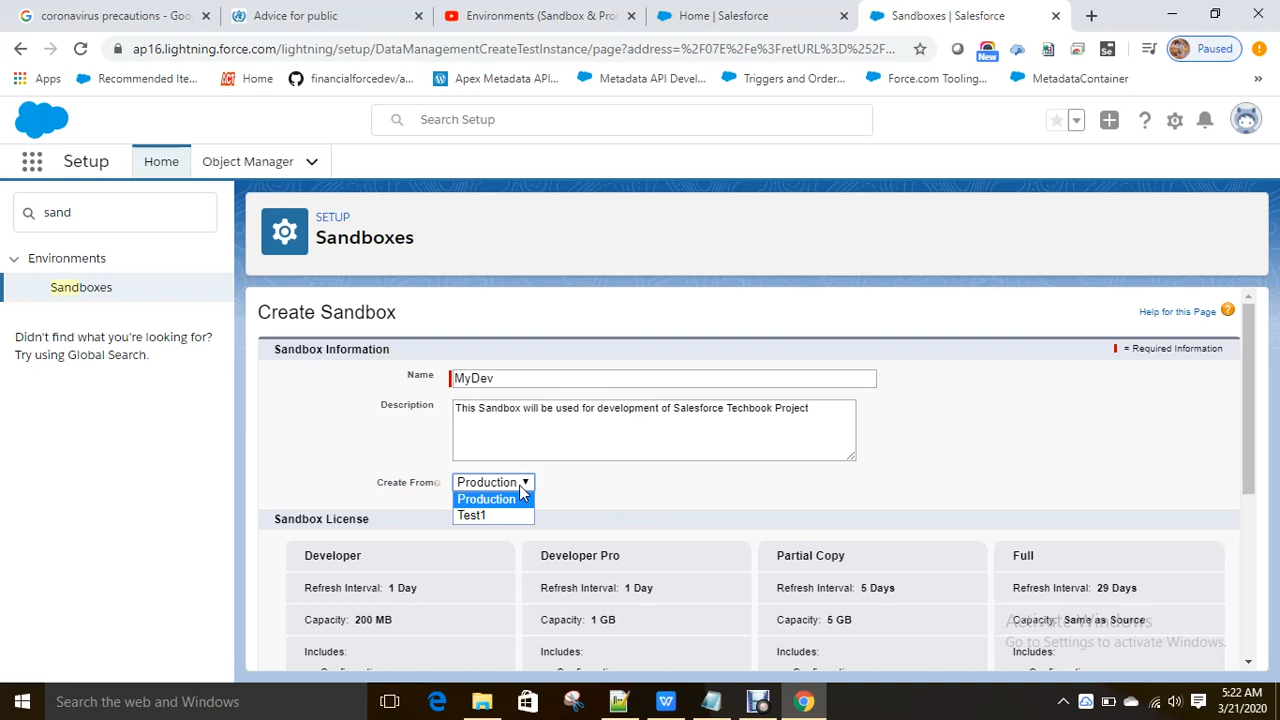 coronavirus precautions - Goo
Advice for public
Environments (Sandbox & Pro
Home | Salesforce
Sandboxes | Salesforce
ap16.lightning.force.com/lightning/setup/DataManagementCreateTestInstance/page?address=%2F07E%2Fe%3FretURL%3D%252F...
New
Se
Paused
Apps
Recommended Ite...
ACT
Home
financialforcedev/a...
Apex Metadata API...
Metadata API Devel...
Triggers and Order...
Force.com Tooling...
MetadataContainer
Search Setup
Setup
Home
Object Manager
sand
Environments
Sandboxes
Didn't find what you're looking for?
Try using Global Search.
SETUP
Sandboxes
Create Sandbox
Help for this Page
Sandbox Information
= Required Information
Name
MyDev
Description
This Sandbox will be used for development of Salesforce Techbook Project
Create From
Production
Production
Test1
Sandbox License
Developer
Developer Pro
Partial Copy
Full
Refresh Interval: 1 Day
Refresh Interval: 1 Day
Refresh Interval: 5 Days
Refresh Interval: 29 Days
Capacity: 200 MB
Capacity: 1 GB
Capacity: 5 GB
Capacity: Same as Source
Includes:
Includes:
Includes:
Includes:
Activate Windows
Go to Settings to activate Windows.
Search the web and Windows
5:22 AM
3/21/2020